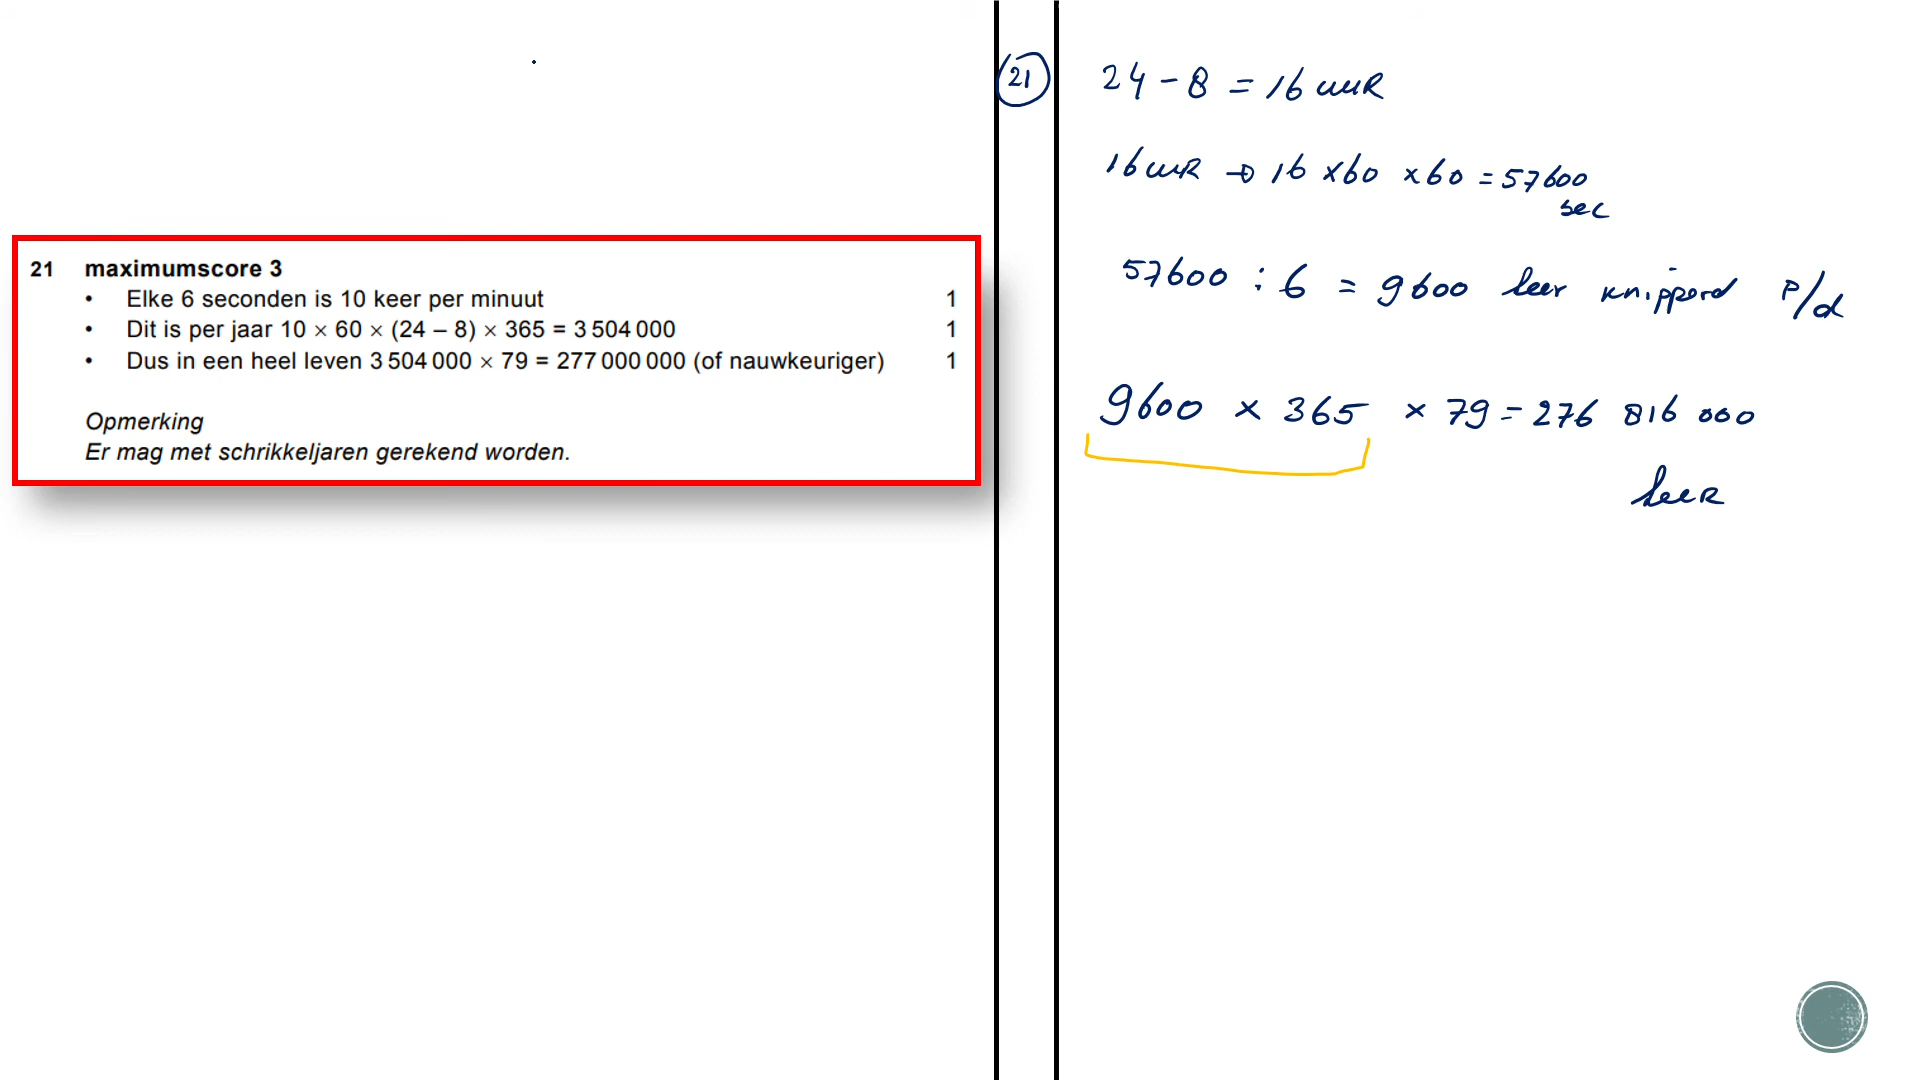 21 maximumscore 3
• Elke 6 seconden is 10 keer per minuut 1
• Dit is per jaar 10 × 60 × (24 – 8) × 365 = 3 504 000 1
• Dus in een heel leven 3 504 000 × 79 = 277 000 000 (of nauwkeuriger) 1
Opmerking
Er mag met schrikkeljaren gerekend worden.
21
24 - 8 = 16 uuR
16 uuR → 16 x60 x60 = 57600
sec
57600 : 6 = 9600 keer knipperd P/d
9600 x 365 x 79 = 276 816 000
keeR